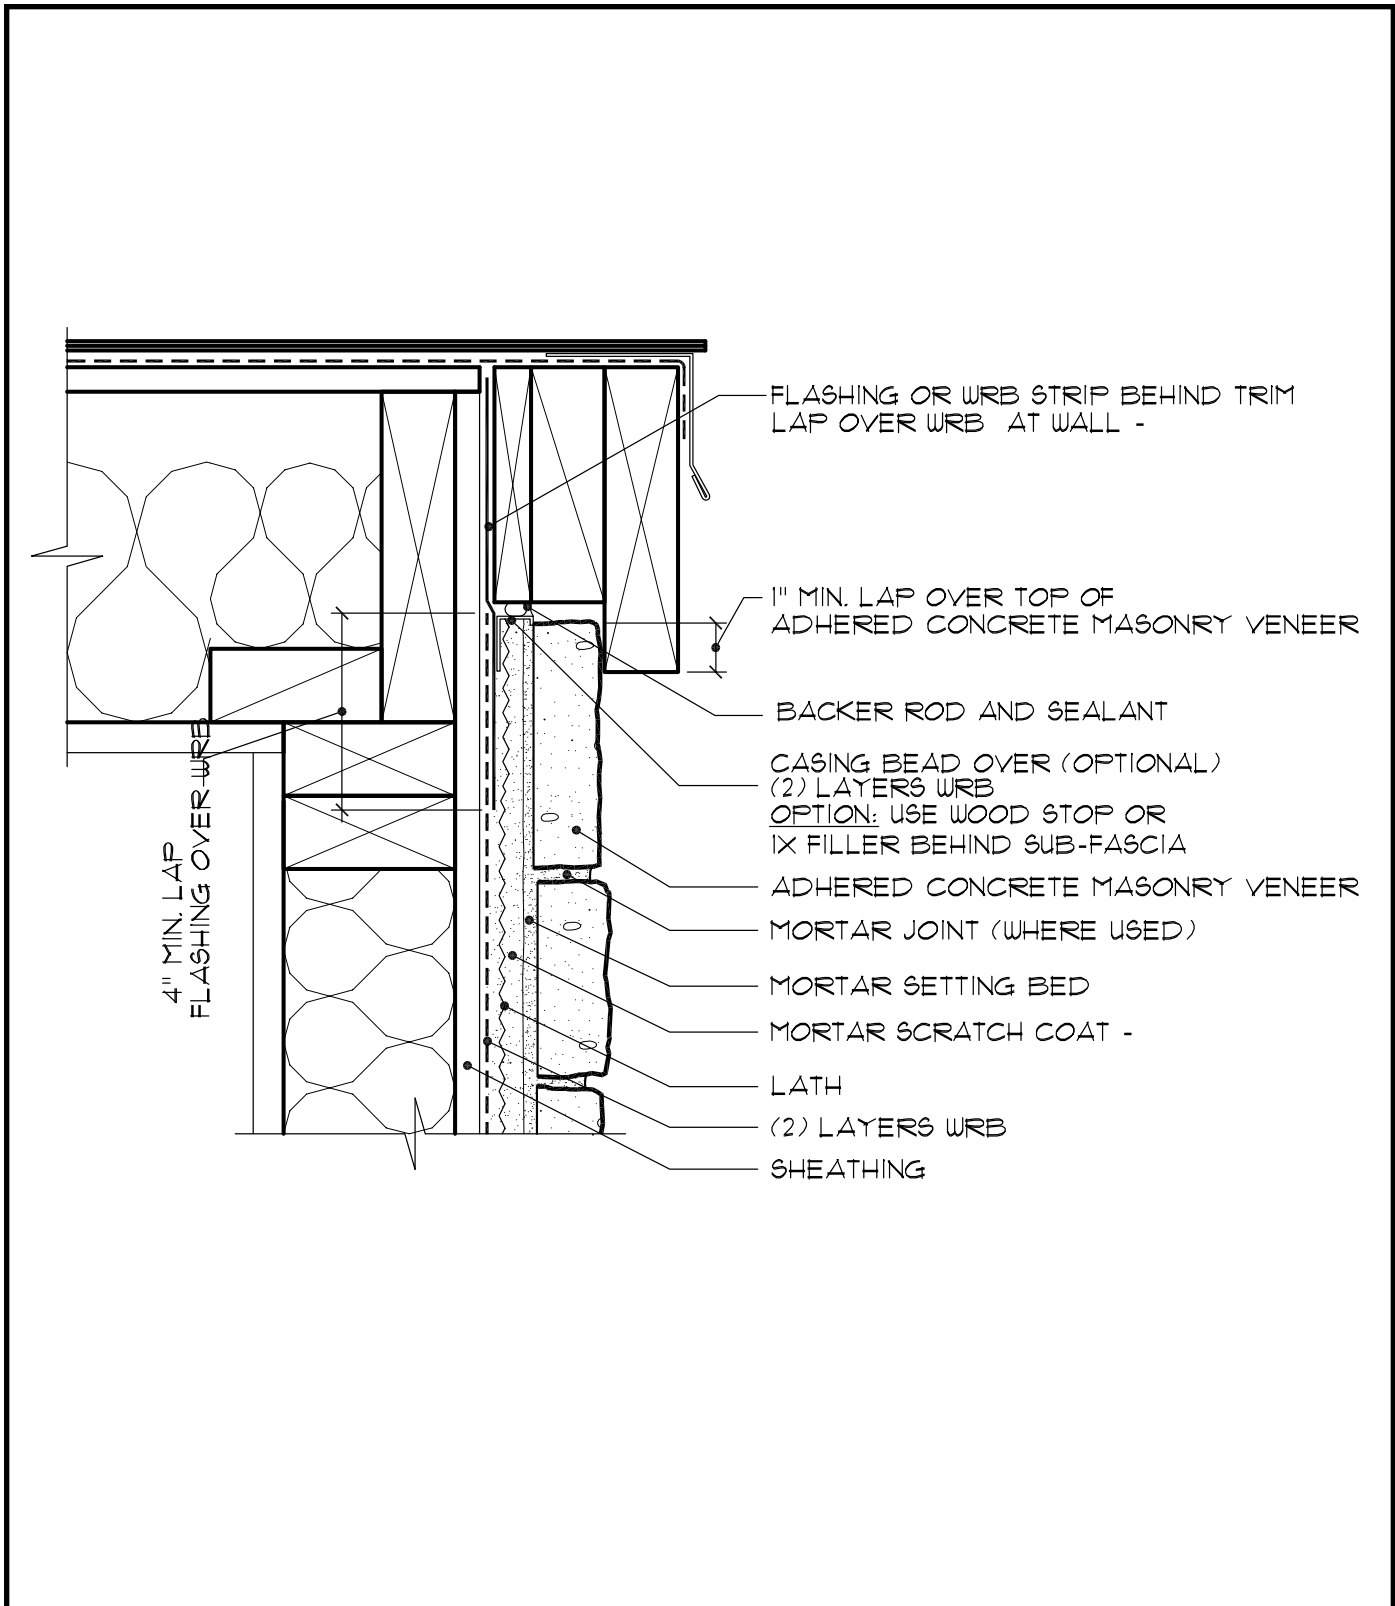 FLASHING OR WRB STRIP BEHIND TRIM
LAP OVER WRB AT WALL -
1" MIN. LAP OVER TOP OF
ADHERED CONCRETE MASONRY VENEER
BACKER ROD AND SEALANT
CASING BEAD OVER (OPTIONAL)
(2) LAYERS WRB
OPTION: USE WOOD STOP OR
1X FILLER BEHIND SUB-FASCIA
ADHERED CONCRETE MASONRY VENEER
MORTAR JOINT (WHERE USED)
MORTAR SETTING BED
MORTAR SCRATCH COAT -
LATH
(2) LAYERS WRB
SHEATHING
4" MIN. LAP
FLASHING OVER WRB